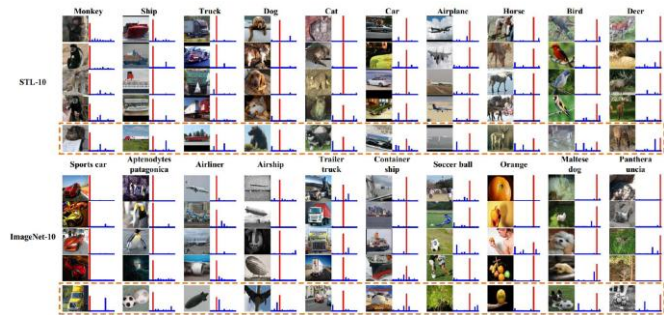 Monkey Ship Truck Dog Cat Car Airplane Horse Bird Deer
STL-10
Sports car Aptenodytes patagonica Airliner Airship Trailer truck Container ship Soccer ball Orange Maltese dog Panthera uncia
ImageNet-10